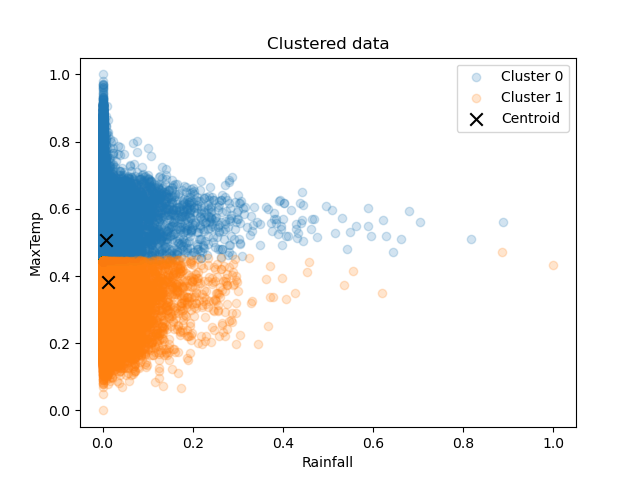 Clustered data
Cluster 0
Cluster 1
Centroid
MaxTemp
1.0
0.8
0.6
0.4
0.2
0.0
0.0 0.2 0.4 0.6 0.8 1.0
Rainfall